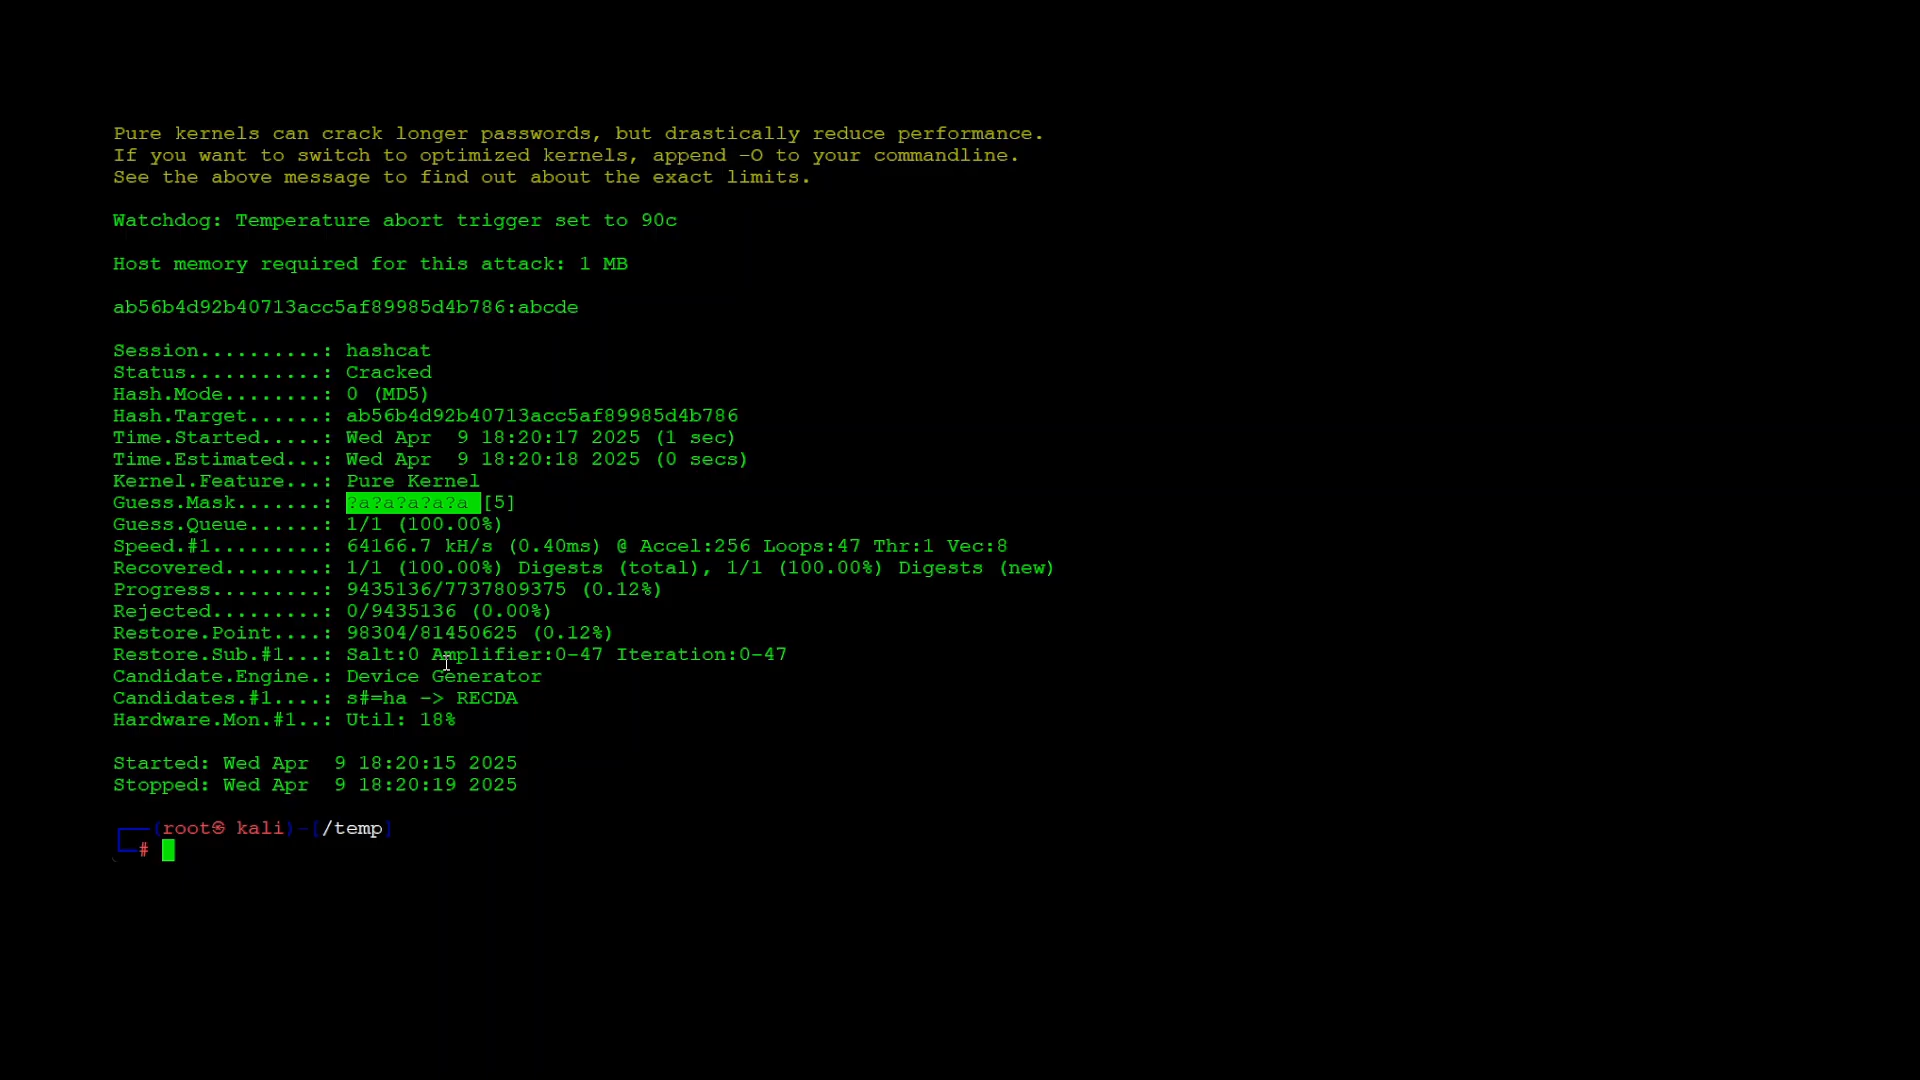 Pure kernels can crack longer passwords, but drastically reduce performance.
If you want to switch to optimized kernels, append -O to your commandline.
See the above message to find out about the exact limits.
Watchdog: Temperature abort trigger set to 90c
Host memory required for this attack: 1 MB
ab56b4d92b40713acc5af89985d4b786:abcde
Session..........: hashcat
Status...........: Cracked
Hash.Mode........: 0 (MD5)
Hash.Target......: ab56b4d92b40713acc5af89985d4b786
Time.Started.....: Wed Apr  9 18:20:17 2025 (1 sec)
Time.Estimated...: Wed Apr  9 18:20:18 2025 (0 secs)
Kernel.Feature...: Pure Kernel
Guess.Mask.......: ?a?a?a?a?a [5]
Guess.Queue......: 1/1 (100.00%)
Speed.#1.........: 64166.7 kH/s (0.40ms) @ Accel:256 Loops:47 Thr:1 Vec:8
Recovered........: 1/1 (100.00%) Digests (total), 1/1 (100.00%) Digests (new)
Progress.........: 9435136/7737809375 (0.12%)
Rejected.........: 0/9435136 (0.00%)
Restore.Point....: 98304/81450625 (0.12%)
Restore.Sub.#1...: Salt:0 Amplifier:0-47 Iteration:0-47
Candidate.Engine.: Device Generator
Candidates.#1....: s#=ha -> RECDA
Hardware.Mon.#1..: Util: 18%
Started: Wed Apr  9 18:20:15 2025
Stopped: Wed Apr  9 18:20:19 2025
┌──(root㉿ kali)-[/temp]
└─#